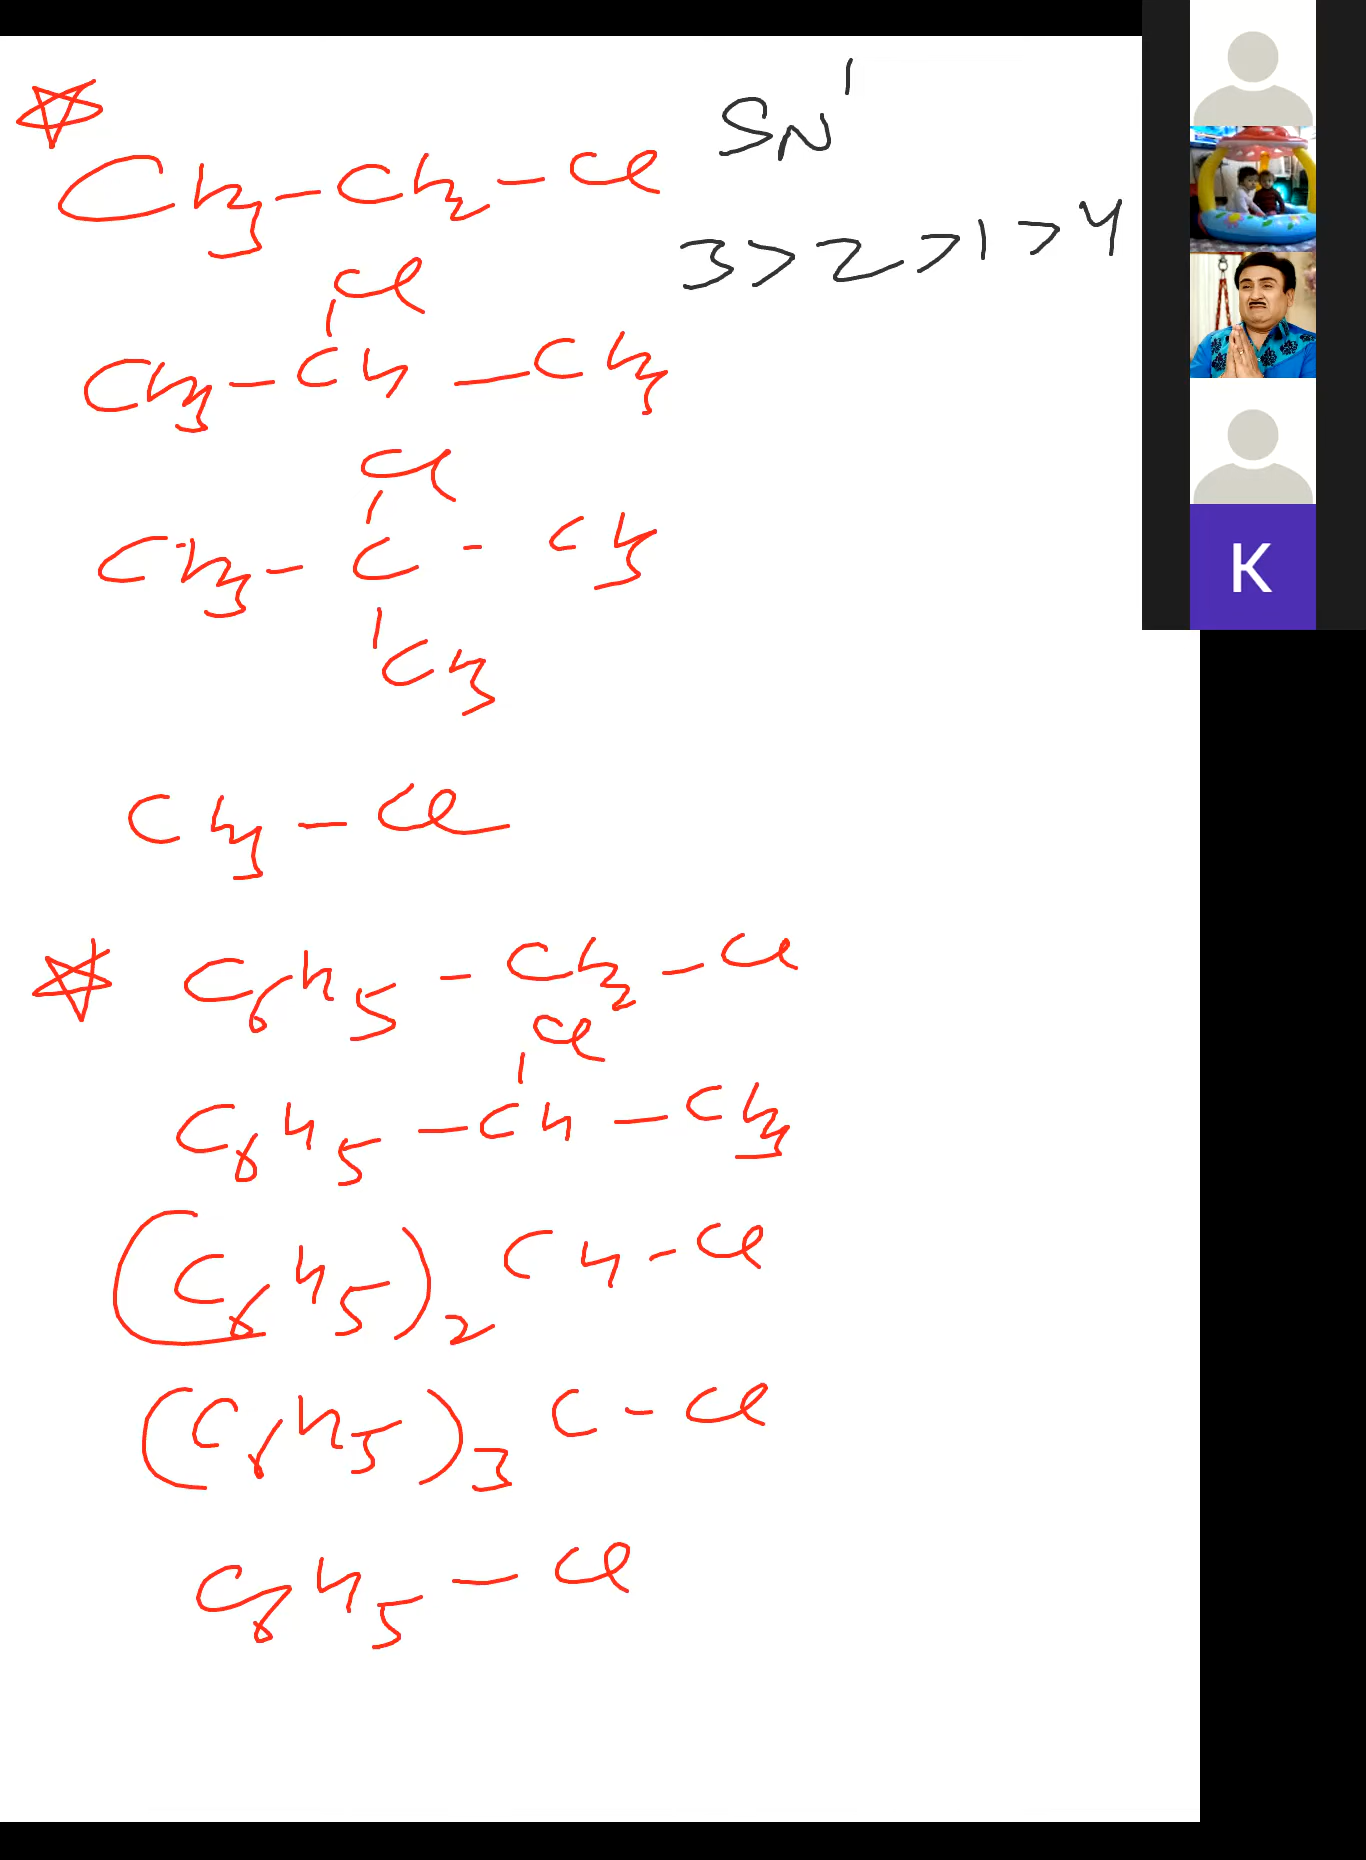 CH3-CH2-Cl
SN1
3>2>1>4
Cl
CH3-CH-CH3
Cl
CH3-C-CH3
CH3
CH3-Cl
C6H5-CH2-Cl
Cl
C6H5-CH-CH3
(C6H5)2CH-Cl
(C6H5)3C-Cl
C6H5-Cl
K